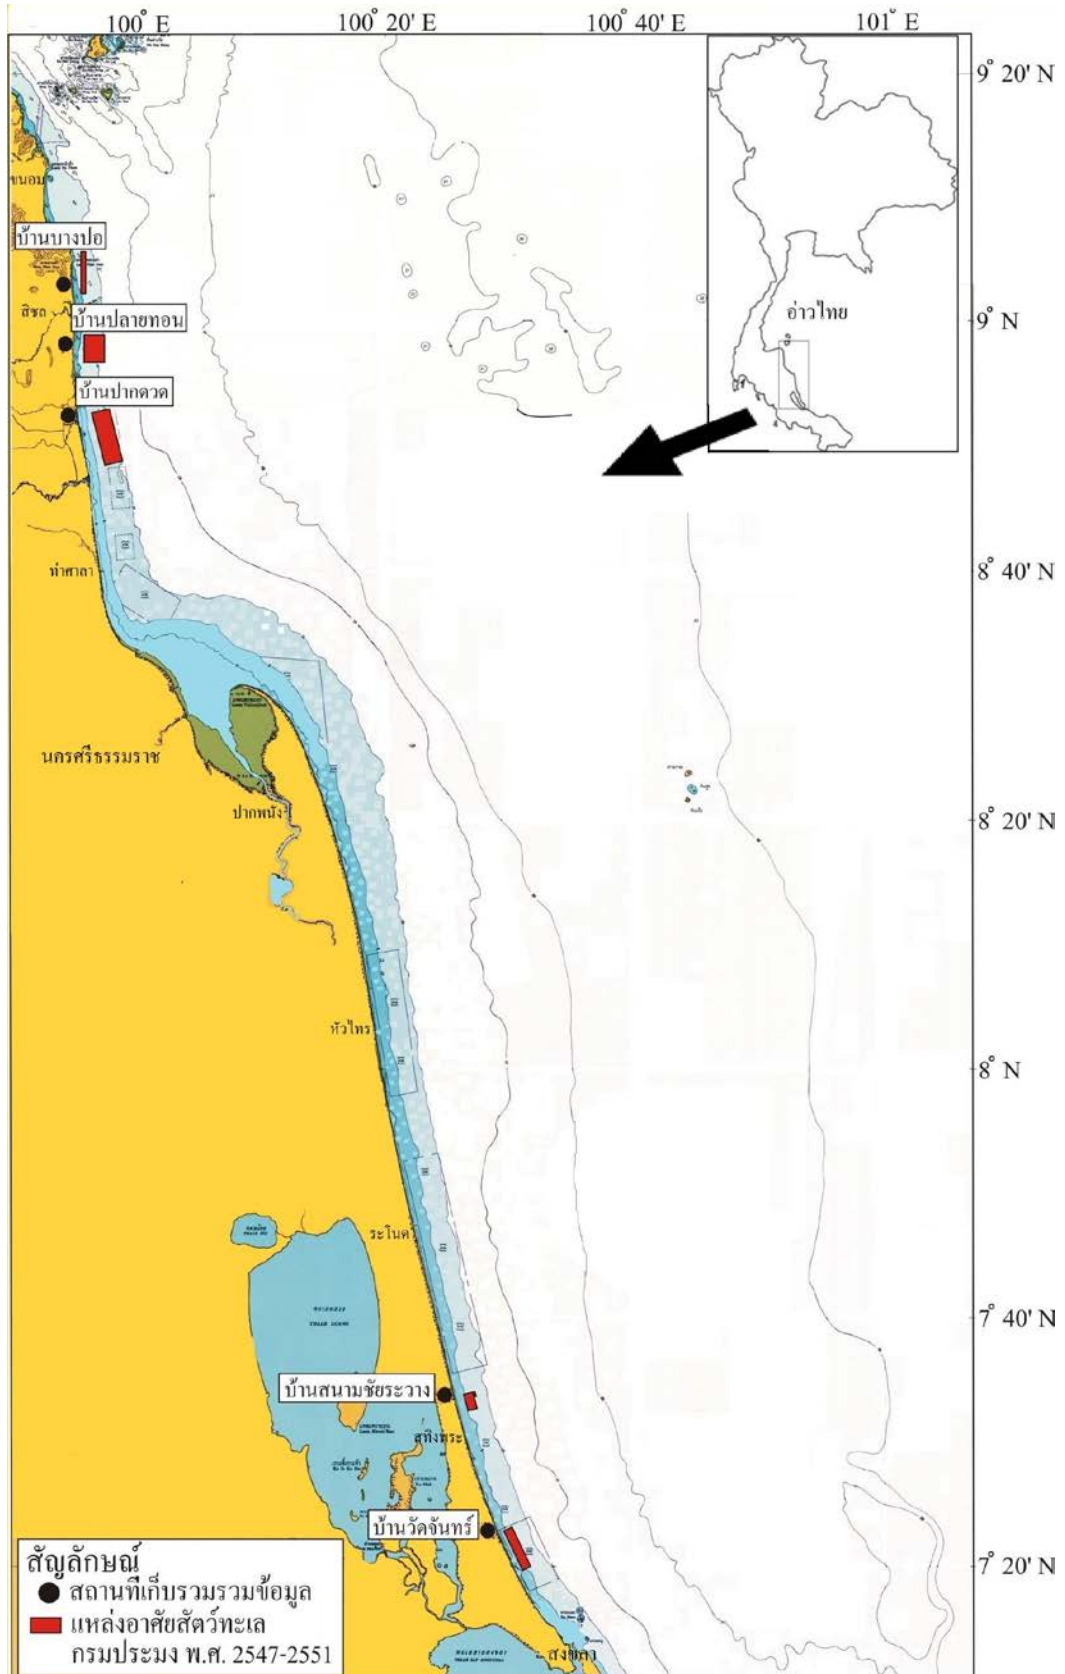 100° E
100° 20' E
100° 40' E
101° E
9° 20' N
ขนอม
บ้านบางปอ
สิชล
บ้านปลายทอน
อ่าวไทย
9° N
บ้านปากดวด
8° 40' N
ท่าศาลา
นครศรีธรรมราช
ปากพนัง
8° 20' N
หัวไทร
8° N
ระโนด
7° 40' N
บ้านสนามชัยระวาง
สทิงพระ
บ้านวัดจันทร์
7° 20' N
สงขลา
สัญลักษณ์
สถานที่เก็บรวมรวมข้อมูล
แหล่งอาศัยสัตว์ทะเล
กรมประมง พ.ศ. 2547-2551